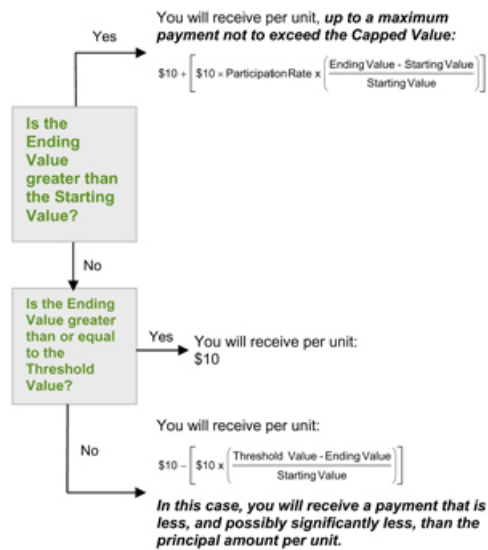 Yes
You will receive per unit, up to a maximum
payment not to exceed the Capped Value:
$10 + [$10 × Participation Rate x (Ending Value - Starting Value / Starting Value)]
Is the
Ending
Value
greater than
the Starting
Value?
No
Is the Ending
Value greater
than or equal
to the
Threshold
Value?
Yes
You will receive per unit:
$10
No
You will receive per unit:
$10 – [$10 x (Threshold Value - Ending Value / Starting Value)]
In this case, you will receive a payment that is
less, and possibly significantly less, than the
principal amount per unit.